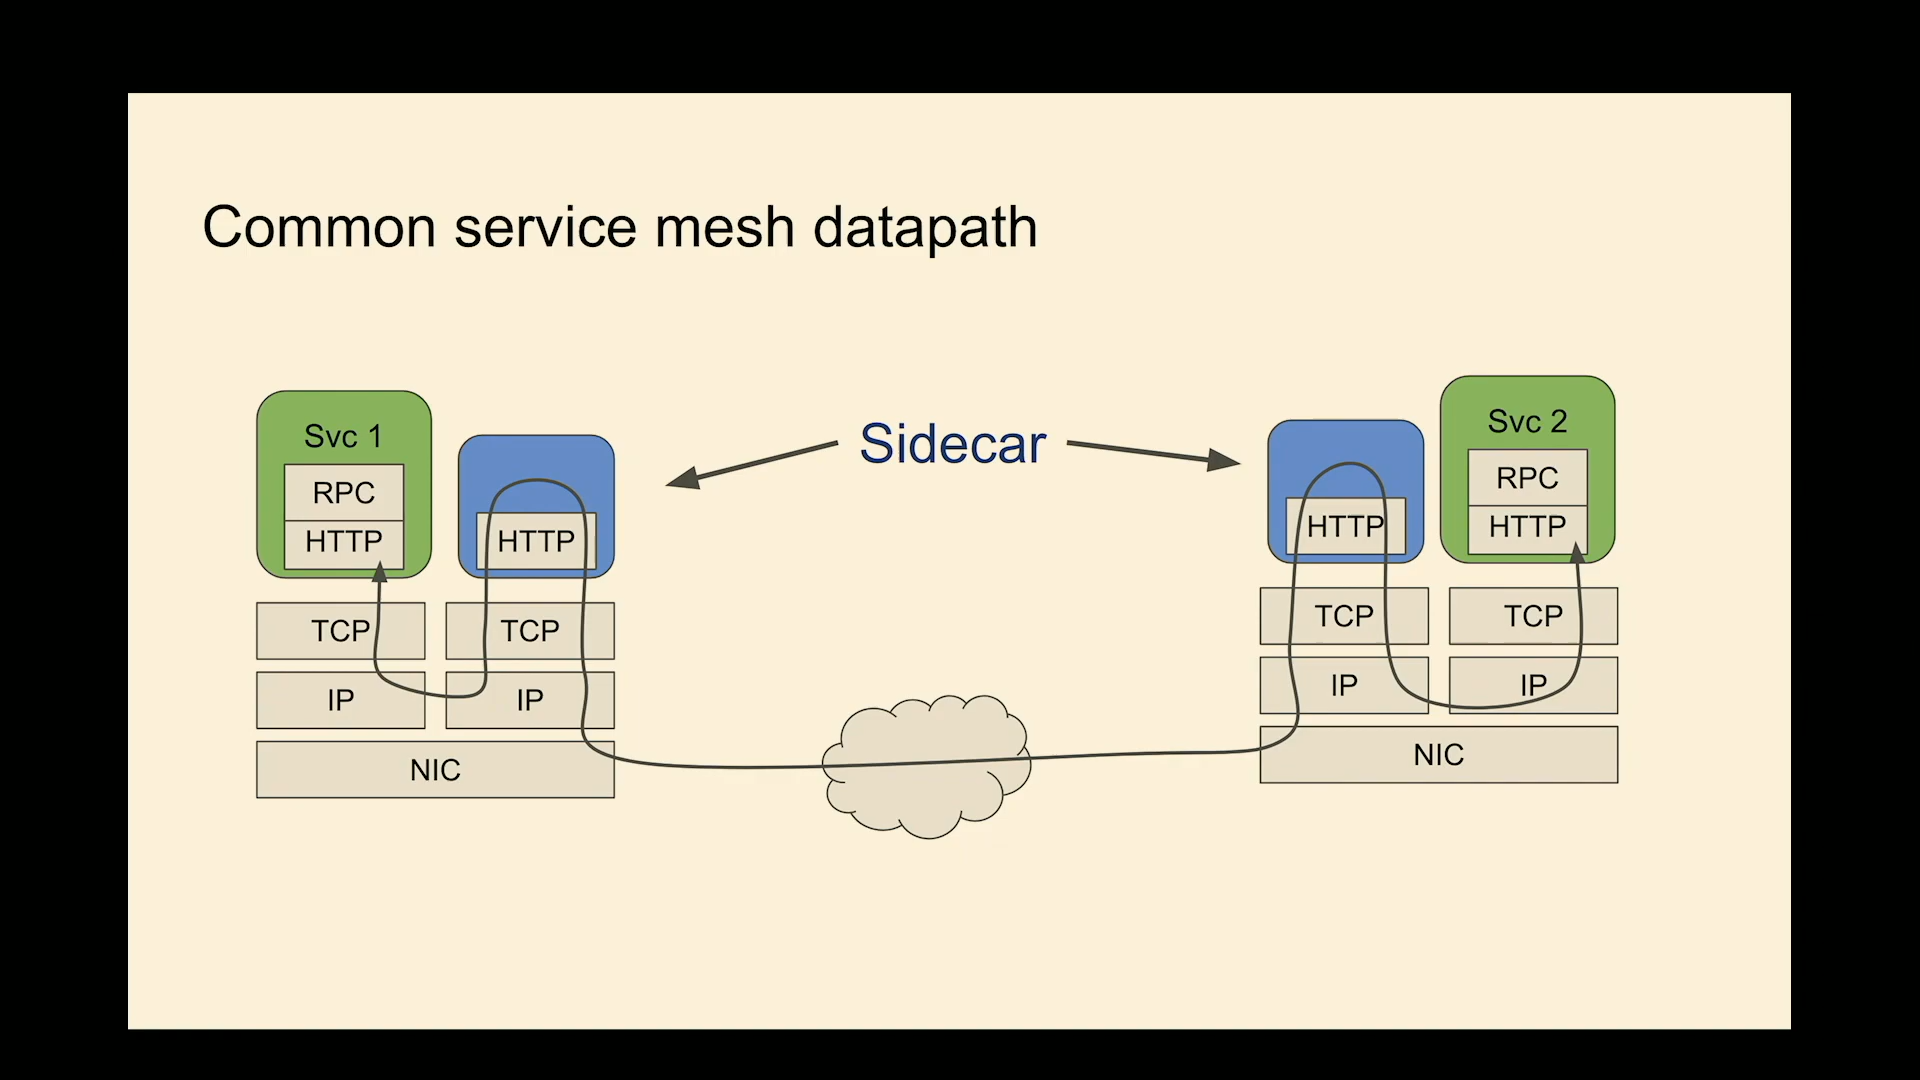 Common service mesh datapath
Sidecar
Svc 1
RPC
HTTP
HTTP
TCP
TCP
IP
IP
NIC
Svc 2
HTTP
RPC
HTTP
TCP
TCP
IP
IP
NIC